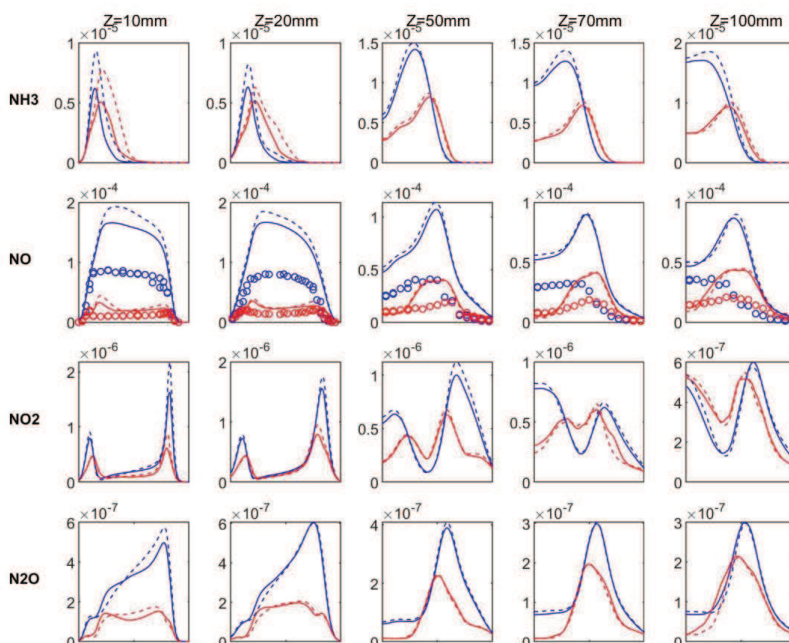 Z=10mm Z=20mm Z=50mm Z=70mm Z=100mm
×10⁻⁵ ×10⁻⁵ ×10⁻⁵ ×10⁻⁵ ×10⁻⁵
1 1 1.5 1.5 2
NH3
1.5
1 1
0.5 0.5 1
0.5 0.5 0.5
0 0 0 0 0
×10⁻⁴ ×10⁻⁴ ×10⁻⁴ ×10⁻⁴ ×10⁻⁴
2 2 1 1 1
NO
1 1 0.5 0.5 0.5
0 0 0 0 0
×10⁻⁶ ×10⁻⁶ ×10⁻⁶ ×10⁻⁶ ×10⁻⁷
2 2 1 1 6
NO2
4
1 1 0.5 0.5
2
0 0 0 0 0
×10⁻⁷ ×10⁻⁷ ×10⁻⁷ ×10⁻⁷ ×10⁻⁷
6 6 4 3 3
N2O
4 4 2 2
2
2 2 1 1
0 0 0 0 0